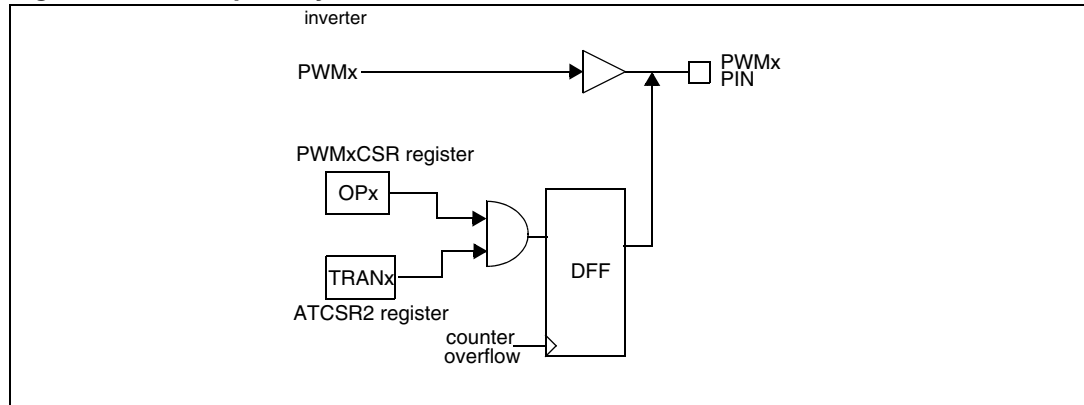 inverter
PWMx
PWMx
PIN
PWMxCSR register
OPx
TRANx
DFF
ATCSR2 register
counter
overflow